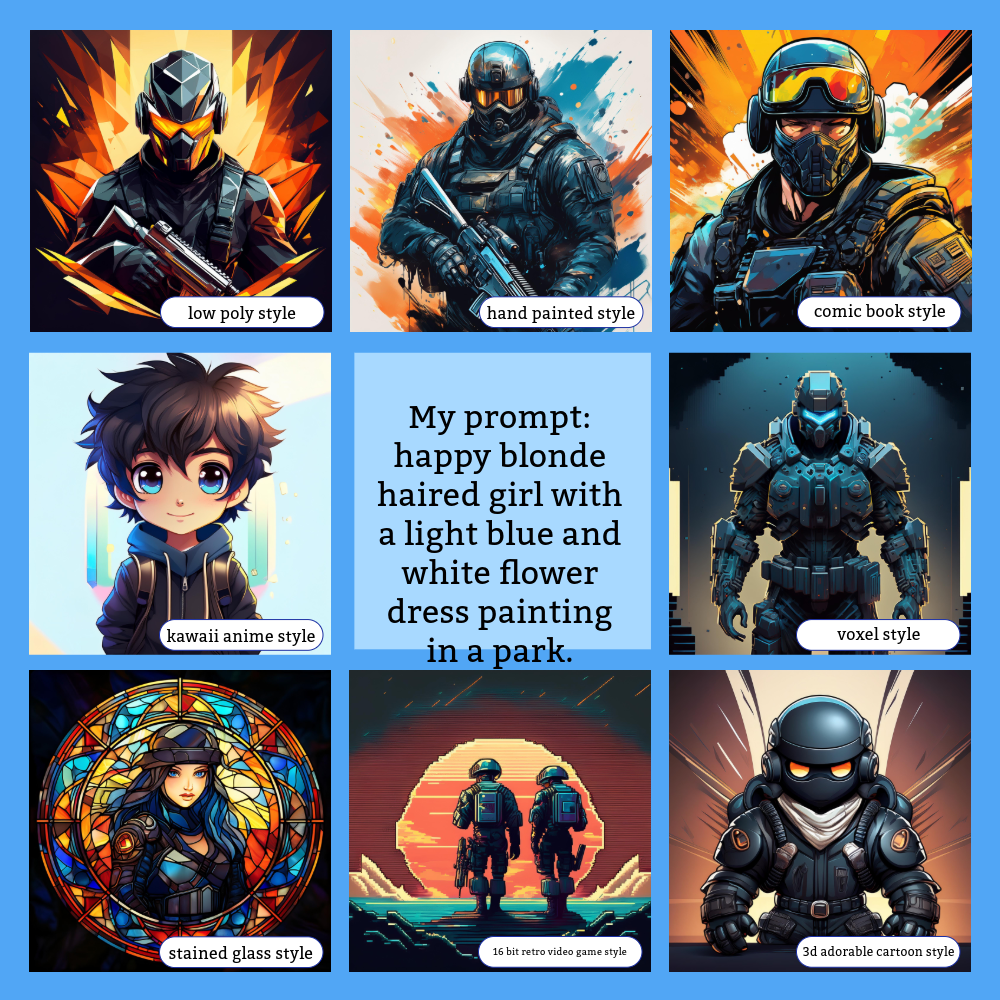 low poly style
hand painted style
comic book style
kawaii anime style
My prompt:
happy blonde
haired girl with
a light blue and
white flower
dress painting
in a park.
voxel style
stained glass style
16 bit retro video game style
3d adorable cartoon style